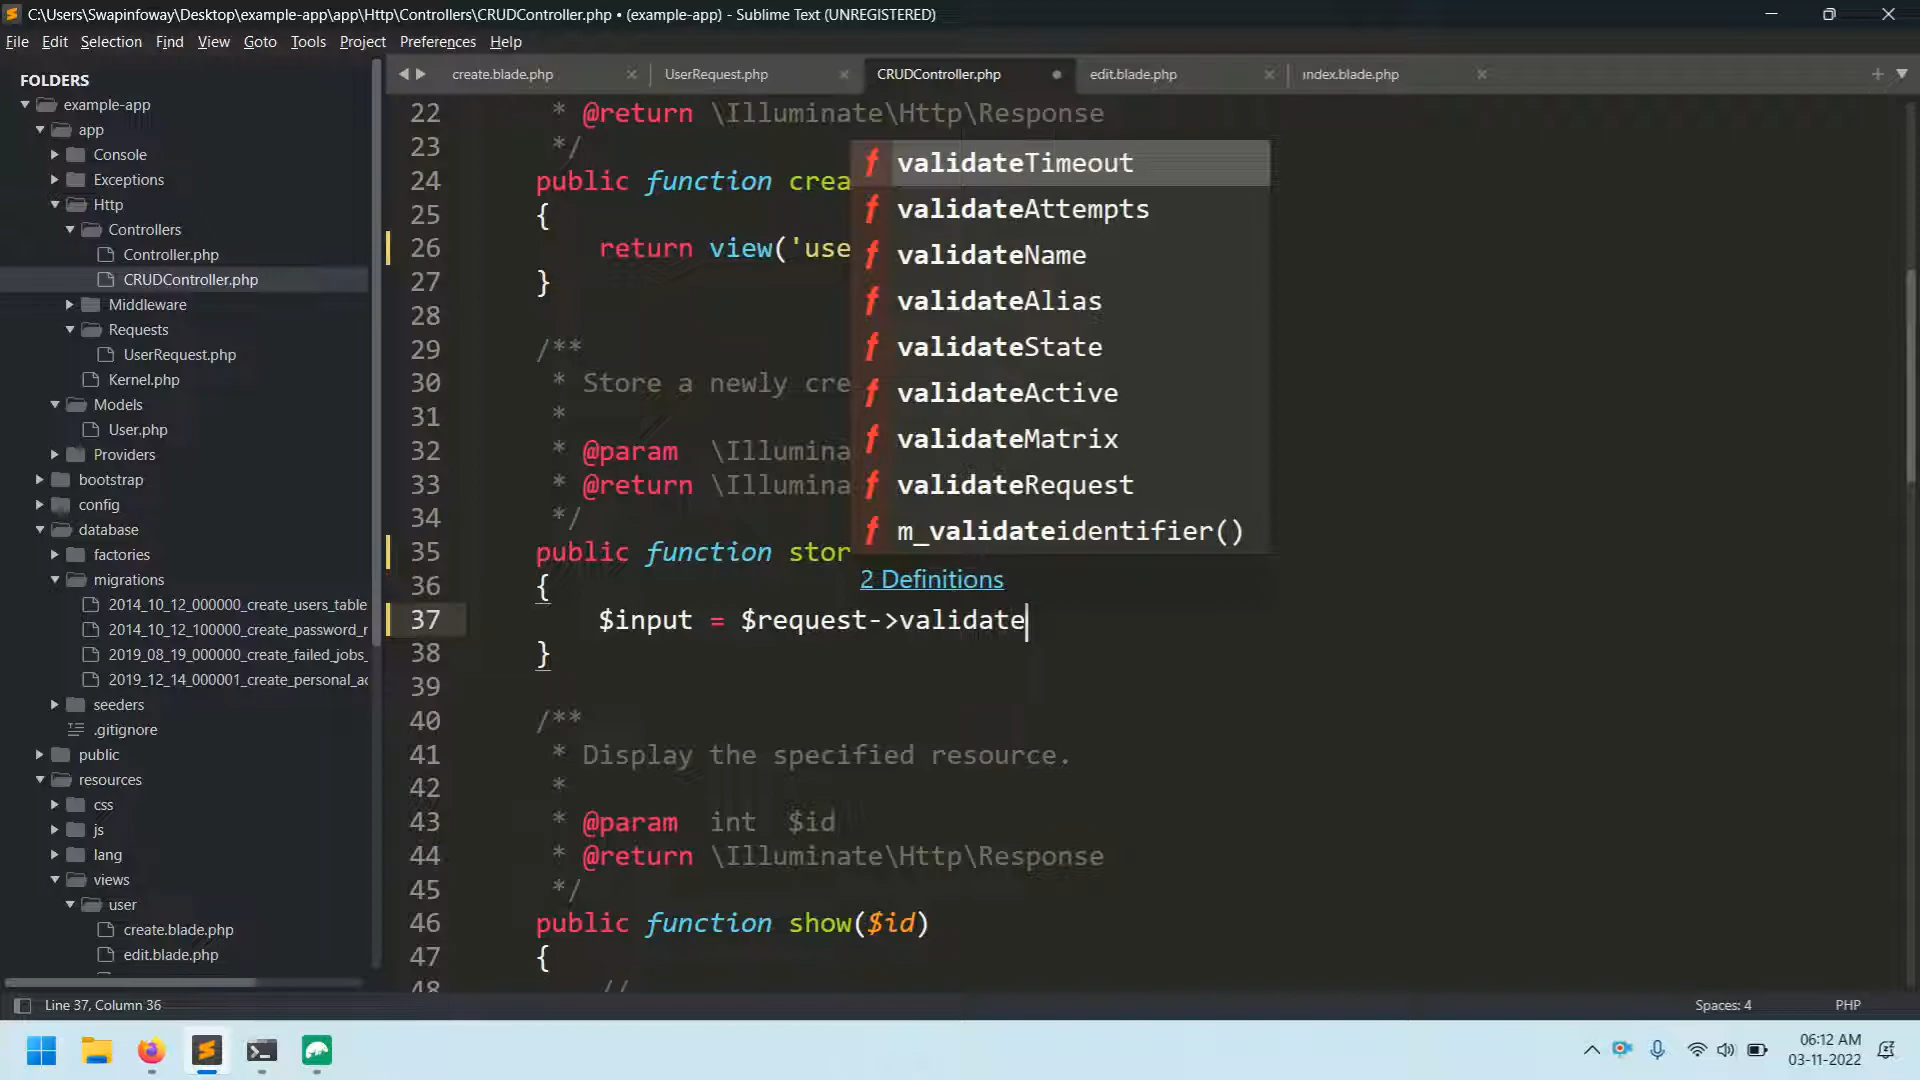 C:\Users\Swapinfoway\Desktop\example-app\app\Http\Controllers\CRUDController.php • (example-app) - Sublime Text (UNREGISTERED)
File Edit Selection Find View Goto Tools Project Preferences Help
FOLDERS
example-app
app
Console
Exceptions
Http
Controllers
Controller.php
CRUDController.php
Middleware
Requests
UserRequest.php
Kernel.php
Models
User.php
Providers
bootstrap
config
database
factories
migrations
2014_10_12_000000_create_users_table
2014_10_12_100000_create_password_r
2019_08_19_000000_create_failed_jobs_
2019_12_14_000001_create_personal_ac
seeders
.gitignore
public
resources
css
js
lang
views
user
create.blade.php
edit.blade.php
create.blade.php UserRequest.php CRUDController.php edit.blade.php index.blade.php
22 * @return \Illuminate\Http\Response
23 */
24 public function crea
25 {
26 return view('use
27 }
28
29 /**
30 * Store a newly cre
31 *
32 * @param \Illumina
33 * @return \Illumina
34 */
35 public function stor
36 {
37 $input = $request->validate
38 }
39
40 /**
41 * Display the specified resource.
42 *
43 * @param int $id
44 * @return \Illuminate\Http\Response
45 */
46 public function show($id)
47 {
48 //
f validateTimeout
f validateAttempts
f validateName
f validateAlias
f validateState
f validateActive
f validateMatrix
f validateRequest
f m_validateidentifier()
2 Definitions
Line 37, Column 36
Spaces: 4
PHP
06:12 AM
03-11-2022